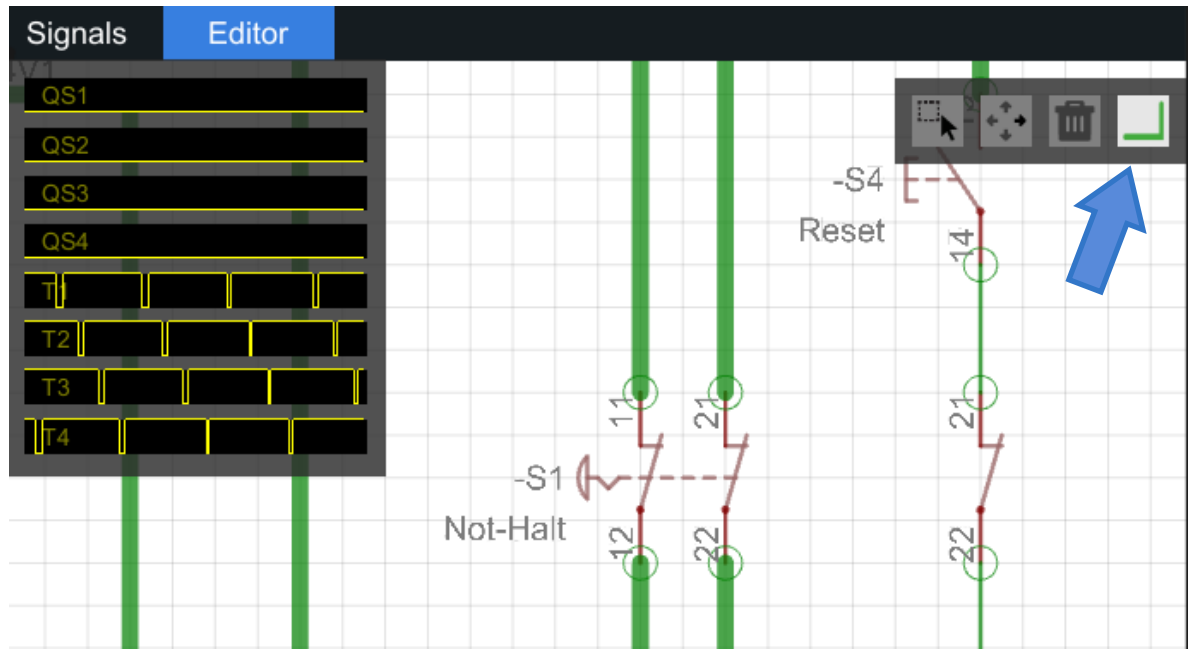 Signals Editor
QS1
QS2
QS3
QS4
T1
T2
T3
T4
-S4
Reset
14
11
21
21
-S1
Not-Halt
12
22
22